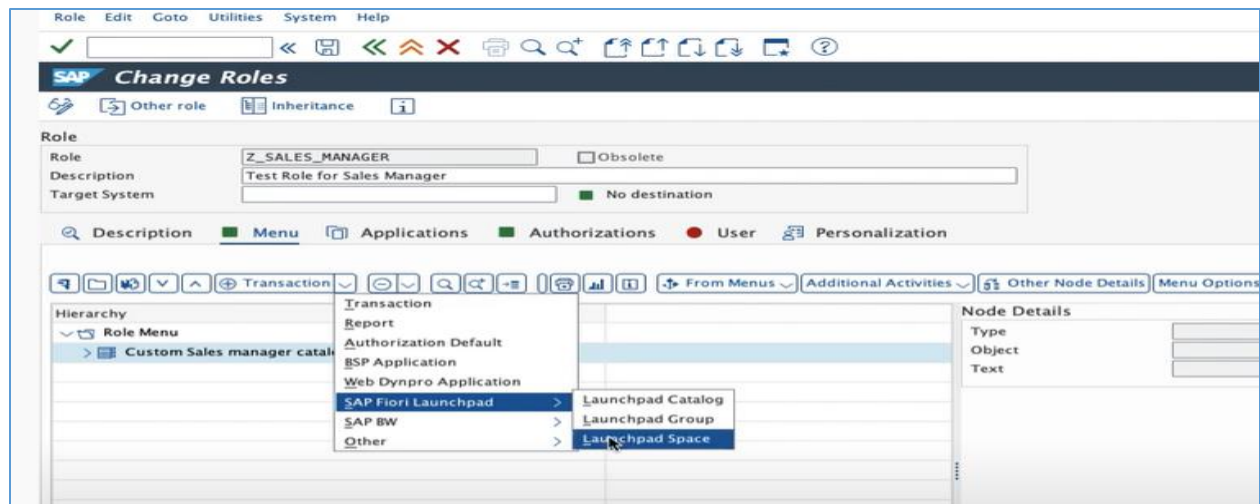 Role Edit Goto Utilities System Help
SAP Change Roles
Other role Inheritance
Role
Role Z_SALES_MANAGER Obsolete
Description Test Role for Sales Manager
Target System No destination
Description Menu Applications Authorizations User Personalization
Transaction From Menus Additional Activities Other Node Details Menu Options
Transaction
Report
Authorization Default
BSP Application
Web Dynpro Application
SAP Fiori Launchpad
SAP BW
Other
Launchpad Catalog
Launchpad Group
Launchpad Space
Hierarchy
Role Menu
Custom Sales manager
Node Details
Type
Object
Text